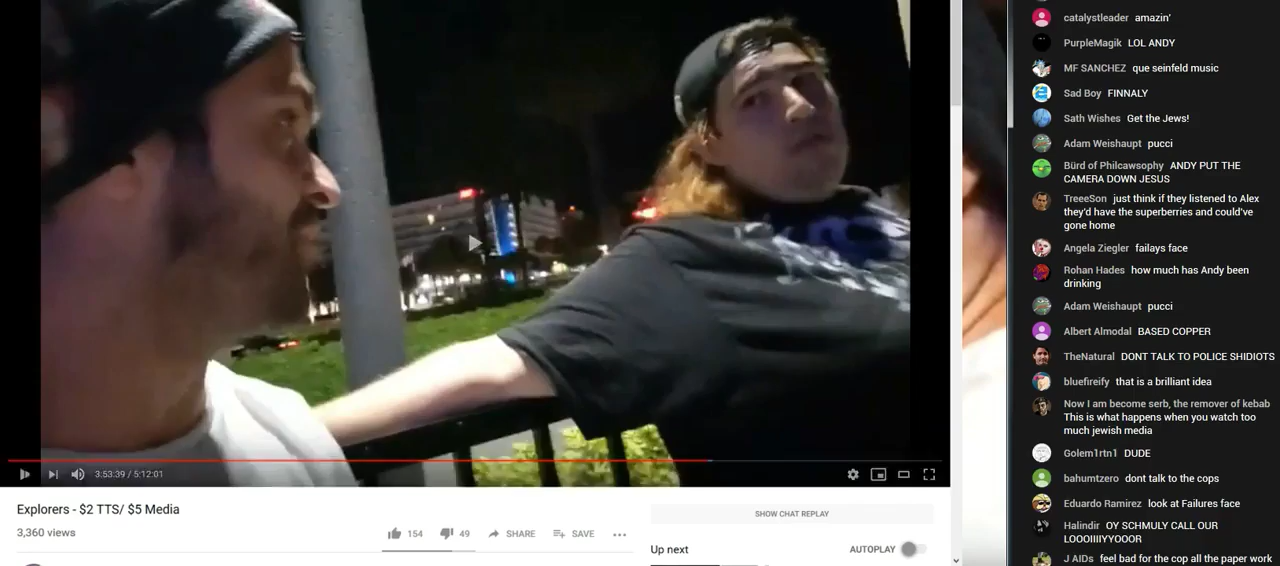 3:53:39 / 5:12:01
Explorers - $2 TTS/ $5 Media
3,360 views
154
49
SHARE
SAVE
SHOW CHAT REPLAY
Up next
AUTOPLAY
catalystleader amazin'
PurpleMagik LOL ANDY
MF SANCHEZ que seinfeld music
Sad Boy FINNALY
Sath Wishes Get the Jews!
Adam Weishaupt pucci
Bürd of Philcawsophy ANDY PUT THE
CAMERA DOWN JESUS
TreeeSon just think if they listened to Alex
they'd have the superberries and could've
gone home
Angela Ziegler failays face
Rohan Hades how much has Andy been
drinking
Adam Weishaupt pucci
Albert Almodal BASED COPPER
TheNatural DONT TALK TO POLICE SHIDIOTS
bluefireify that is a brilliant idea
Now I am become serb, the remover of kebab
This is what happens when you watch too
much jewish media
Golem1rtn1 DUDE
bahumtzero dont talk to the cops
Eduardo Ramirez look at Failures face
Halindir OY SCHMULY CALL OUR
LOOOIIIIYYOOOR
J AIDs feel bad for the cop all the paper work